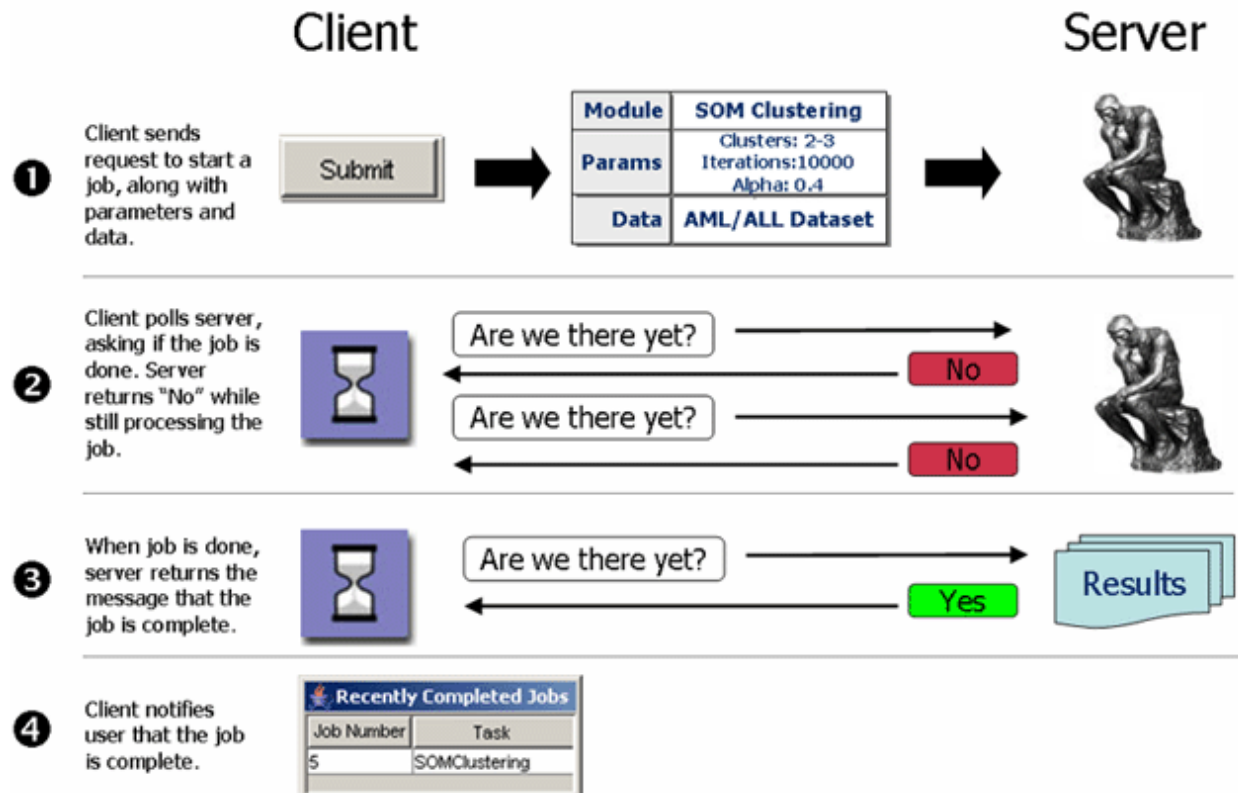 Client
Server
1
Client sends
request to start a
job, along with
parameters and
data.
Submit
Module SOM Clustering
Params Clusters: 2-3
Iterations:10000
Alpha: 0.4
Data AML/ALL Dataset
2
Client polls server,
asking if the job is
done. Server
returns "No" while
still processing the
job.
Are we there yet?
No
Are we there yet?
No
3
When job is done,
server returns the
message that the
job is complete.
Are we there yet?
Yes
Results
4
Client notifies
user that the job
is complete.
Recently Completed Jobs
Job Number Task
5 SOMClustering